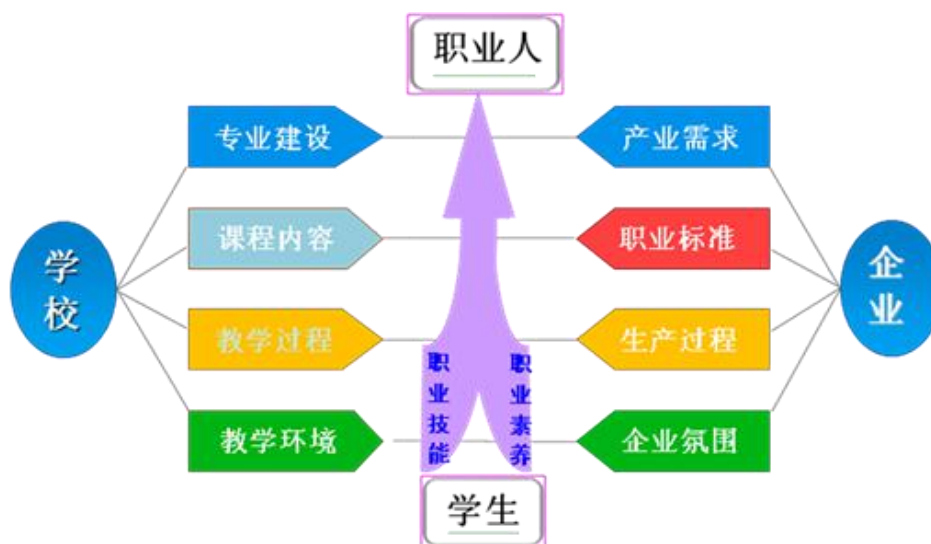 职业人
专业建设
产业需求
课程内容
职业标准
学校
企业
教学过程
生产过程
职业技能
职业素养
教学环境
企业氛围
学生